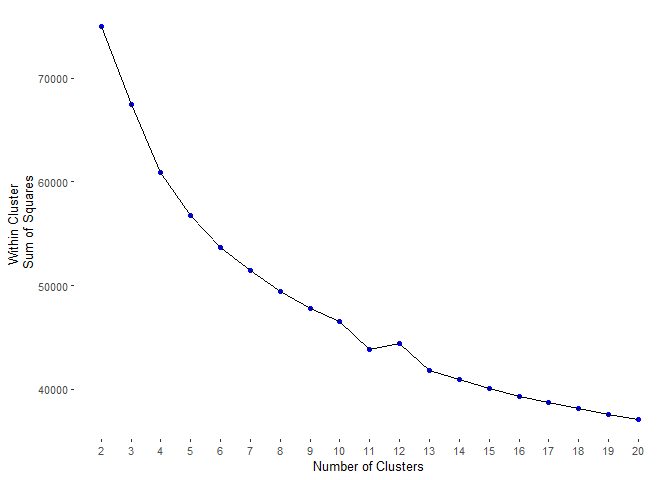 70000
60000
50000
40000
Within Cluster
Sum of Squares
2 3 4 5 6 7 8 9 10 11 12 13 14 15 16 17 18 19 20
Number of Clusters